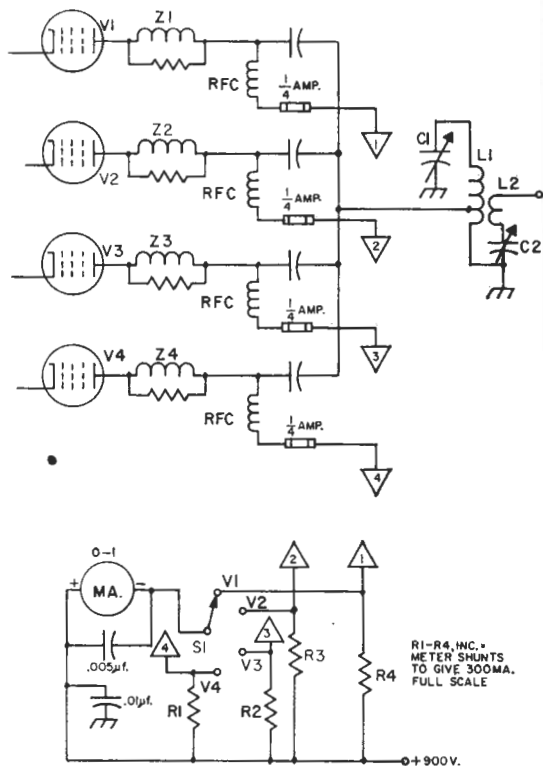 V1
Z1
RFC
1/4 AMP.
1
V2
Z2
RFC
1/4 AMP.
2
C1
L1
L2
C2
V3
Z3
RFC
1/4 AMP.
3
V4
Z4
RFC
1/4 AMP.
4
0-1
+ MA. -
.005µf.
.01µf.
S1
V1
V2
V3
V4
4
3
2
1
R1
R2
R3
R4
R1-R4, INC.=
METER SHUNTS
TO GIVE 300MA.
FULL SCALE
+900V.